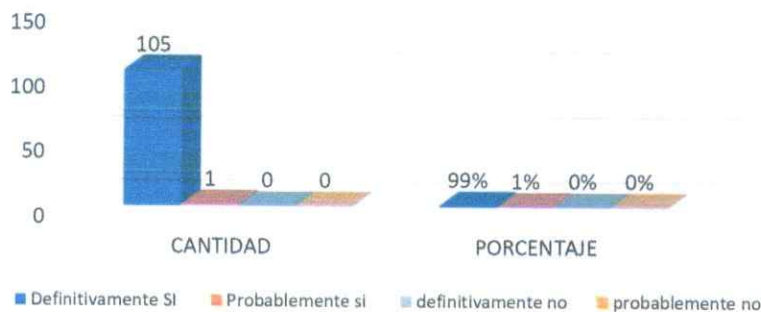 150
105
100
50
1 0 0
99% 1% 0% 0%
0
CANTIDAD PORCENTAJE
Definitivamente SI Probablemente si definitivamente no probablemente no